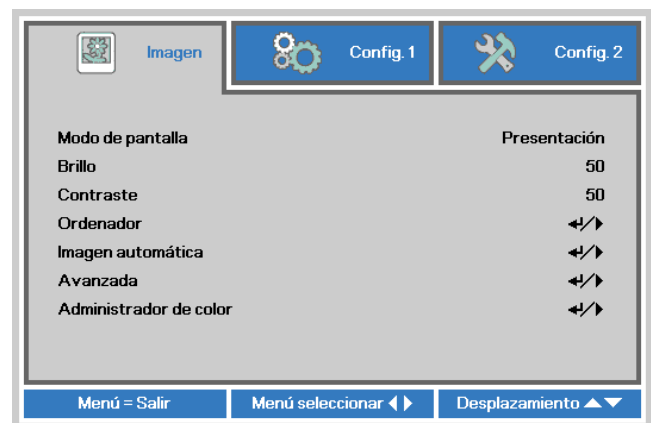 Imagen Config. 1 Config. 2
Modo de pantalla Presentación
Brillo 50
Contraste 50
Ordenador ↵/▶
Imagen automática ↵/▶
Avanzada ↵/▶
Administrador de color ↵/▶
Menú = Salir Menú seleccionar ◀ ▶ Desplazamiento ▲▼